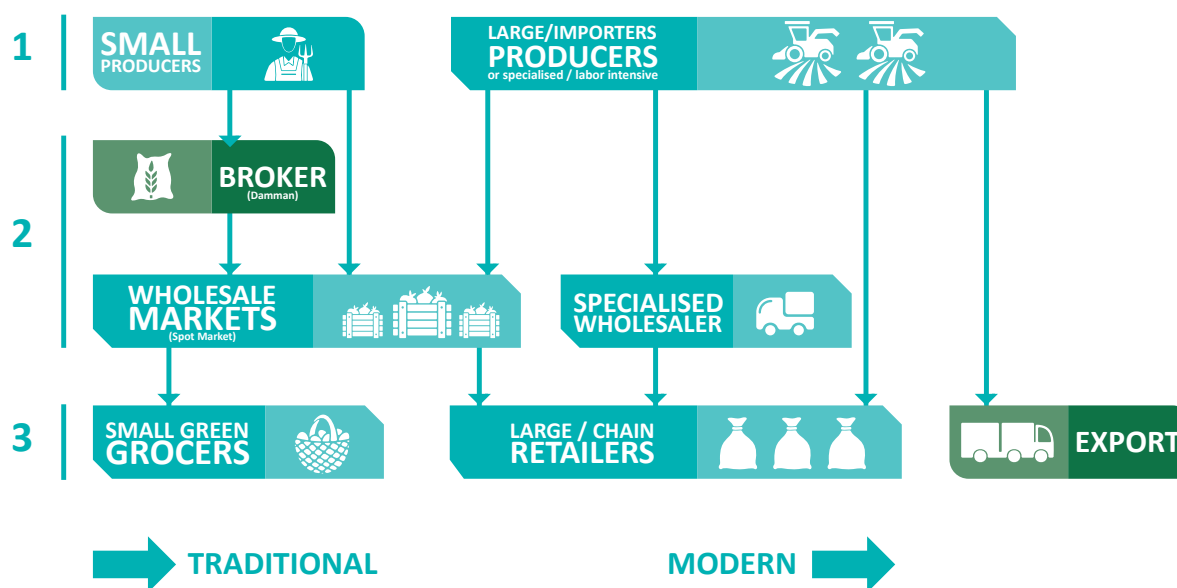 1
SMALL
PRODUCERS
LARGE/IMPORTERS
PRODUCERS
or specialised / labor intensive
2
BROKER
(Damman)
WHOLESALE
MARKETS
(Spot Market)
SPECIALISED
WHOLESALER
3
SMALL GREEN
GROCERS
LARGE / CHAIN
RETAILERS
EXPORT
TRADITIONAL
MODERN